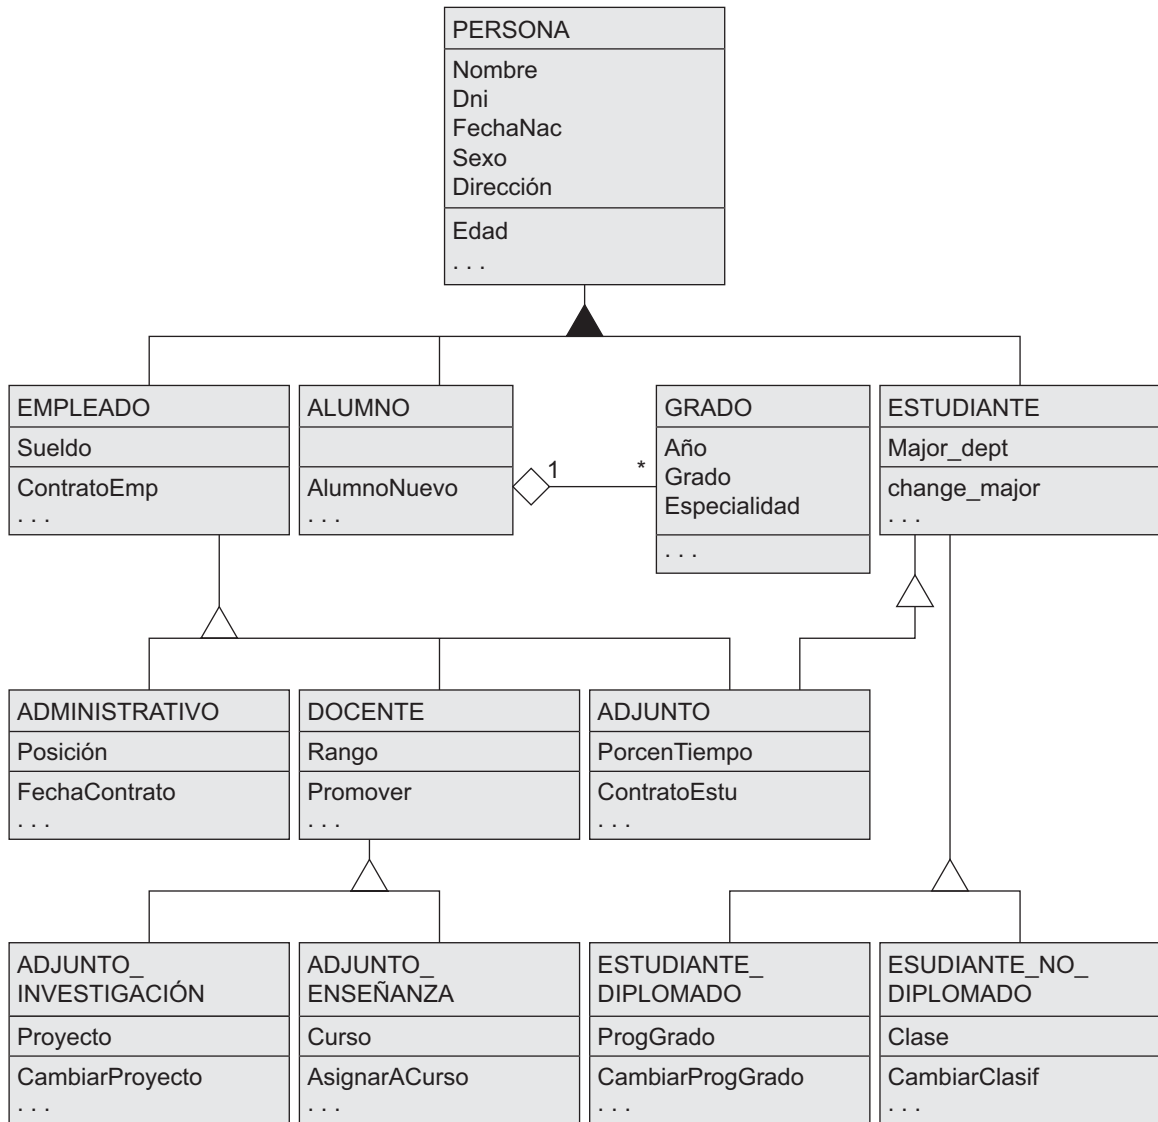 PERSONA
Nombre
Dni
FechaNac
Sexo
Dirección
Edad
. . .
EMPLEADO
Sueldo
ContratoEmp
. . .
ALUMNO
AlumnoNuevo
. . .
1
*
GRADO
Año
Grado
Especialidad
. . .
ESTUDIANTE
Major_dept
change_major
. . .
ADMINISTRATIVO
Posición
FechaContrato
. . .
DOCENTE
Rango
Promover
. . .
ADJUNTO
PorcenTiempo
ContratoEstu
. . .
ADJUNTO_
INVESTIGACIÓN
Proyecto
CambiarProyecto
. . .
ADJUNTO_
ENSEÑANZA
Curso
AsignarACurso
. . .
ESTUDIANTE_
DIPLOMADO
ProgGrado
CambiarProgGrado
. . .
ESUDIANTE_NO_
DIPLOMADO
Clase
CambiarClasif
. . .